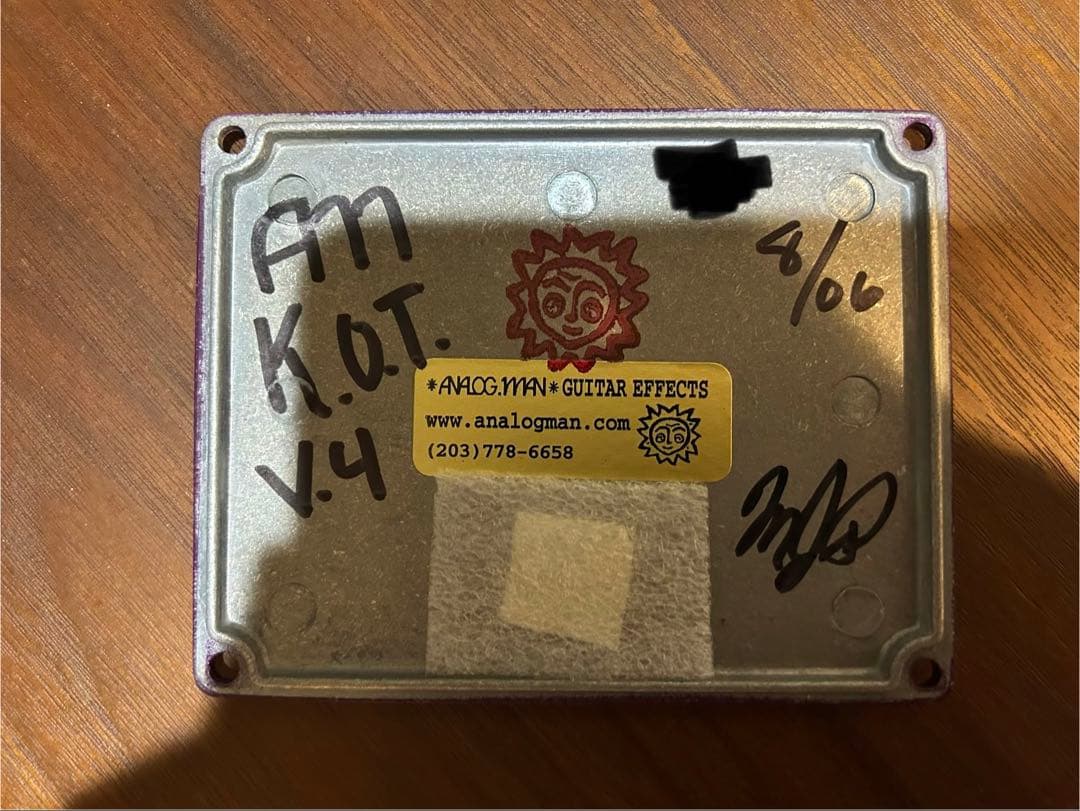 AM
K.O.T.
V.4
8/06
*ANALOG.MAN*GUITAR EFFECTS
www.analogman.com
(203)778-6658